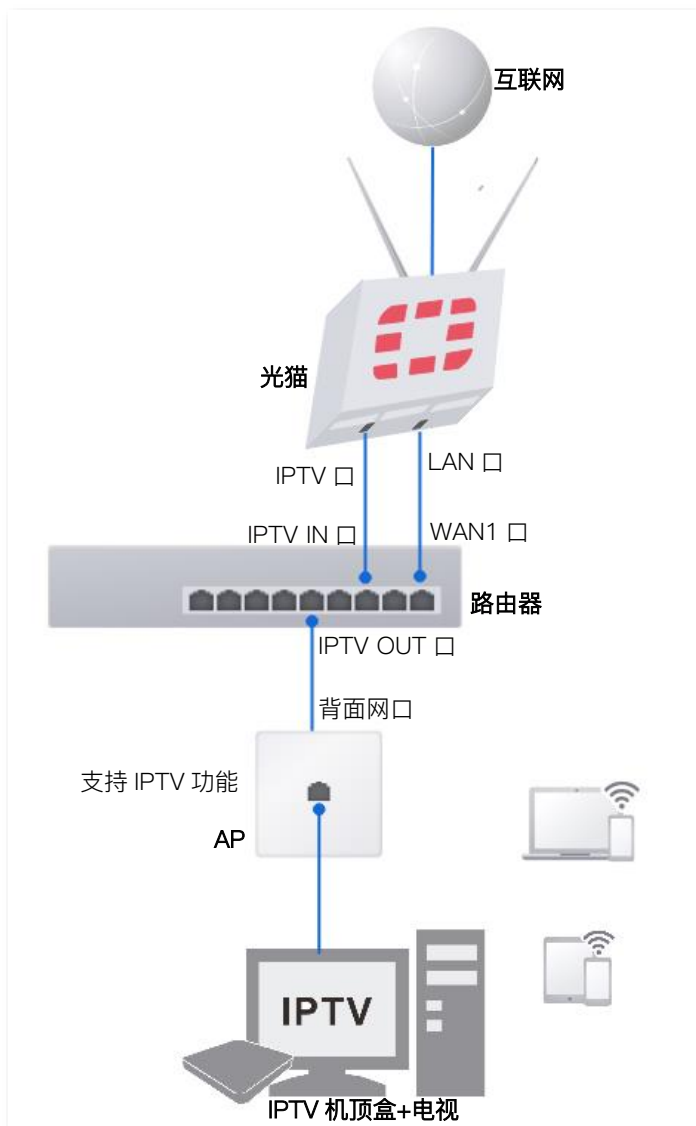 互联网
光猫
IPTV 口
LAN 口
IPTV IN 口
WAN1 口
路由器
IPTV OUT 口
背面网口
支持 IPTV 功能
AP
IPTV
IPTV 机顶盒+电视